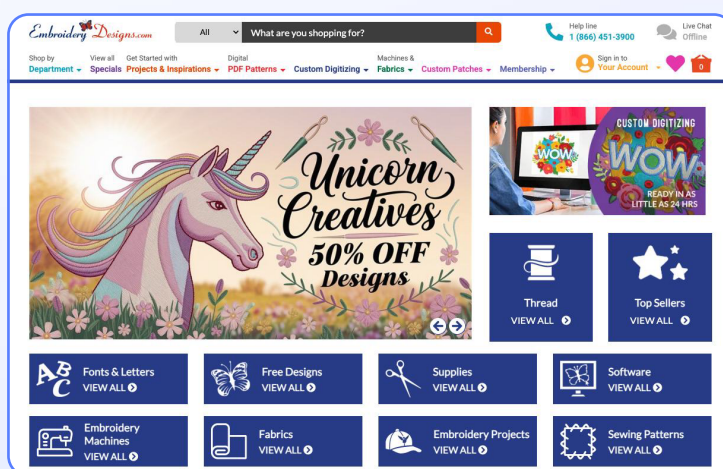 Embroidery Designs.com
All
What are you shopping for?
Help line
1 (866) 451-3900
Live Chat
Offline
Shop by
Department
View all
Specials
Get Started with
Projects & Inspirations
Digital
PDF Patterns
Custom Digitizing
Machines &
Fabrics
Custom Patches
Membership
Sign in to
Your Account
0
Unicorn
Creatives
50% OFF
Designs
CUSTOM DIGITIZING
WOW
WOW
READY IN AS
LITTLE AS 24 HRS
Thread
VIEW ALL
Top Sellers
VIEW ALL
ABC
Fonts & Letters
VIEW ALL
Free Designs
VIEW ALL
Supplies
VIEW ALL
Software
VIEW ALL
Embroidery
Machines
VIEW ALL
Fabrics
VIEW ALL
Embroidery Projects
VIEW ALL
Sewing Patterns
VIEW ALL